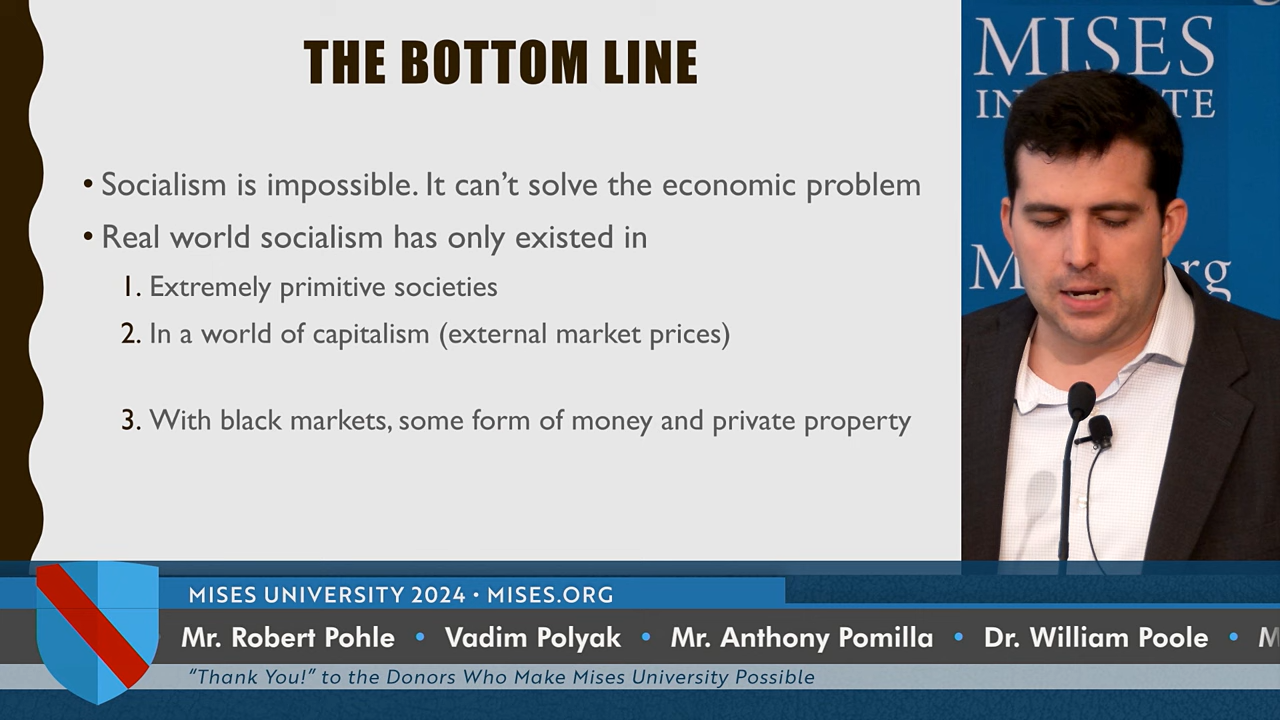 THE BOTTOM LINE
• Socialism is impossible. It can't solve the economic problem
• Real world socialism has only existed in
1. Extremely primitive societies
2. In a world of capitalism (external market prices)
3. With black markets, some form of money and private property
MISES
IN TE
M rg
MISES UNIVERSITY 2024 • MISES.ORG
Mr. Robert Pohle • Vadim Polyak • Mr. Anthony Pomilla • Dr. William Poole • M
“Thank You!” to the Donors Who Make Mises University Possible